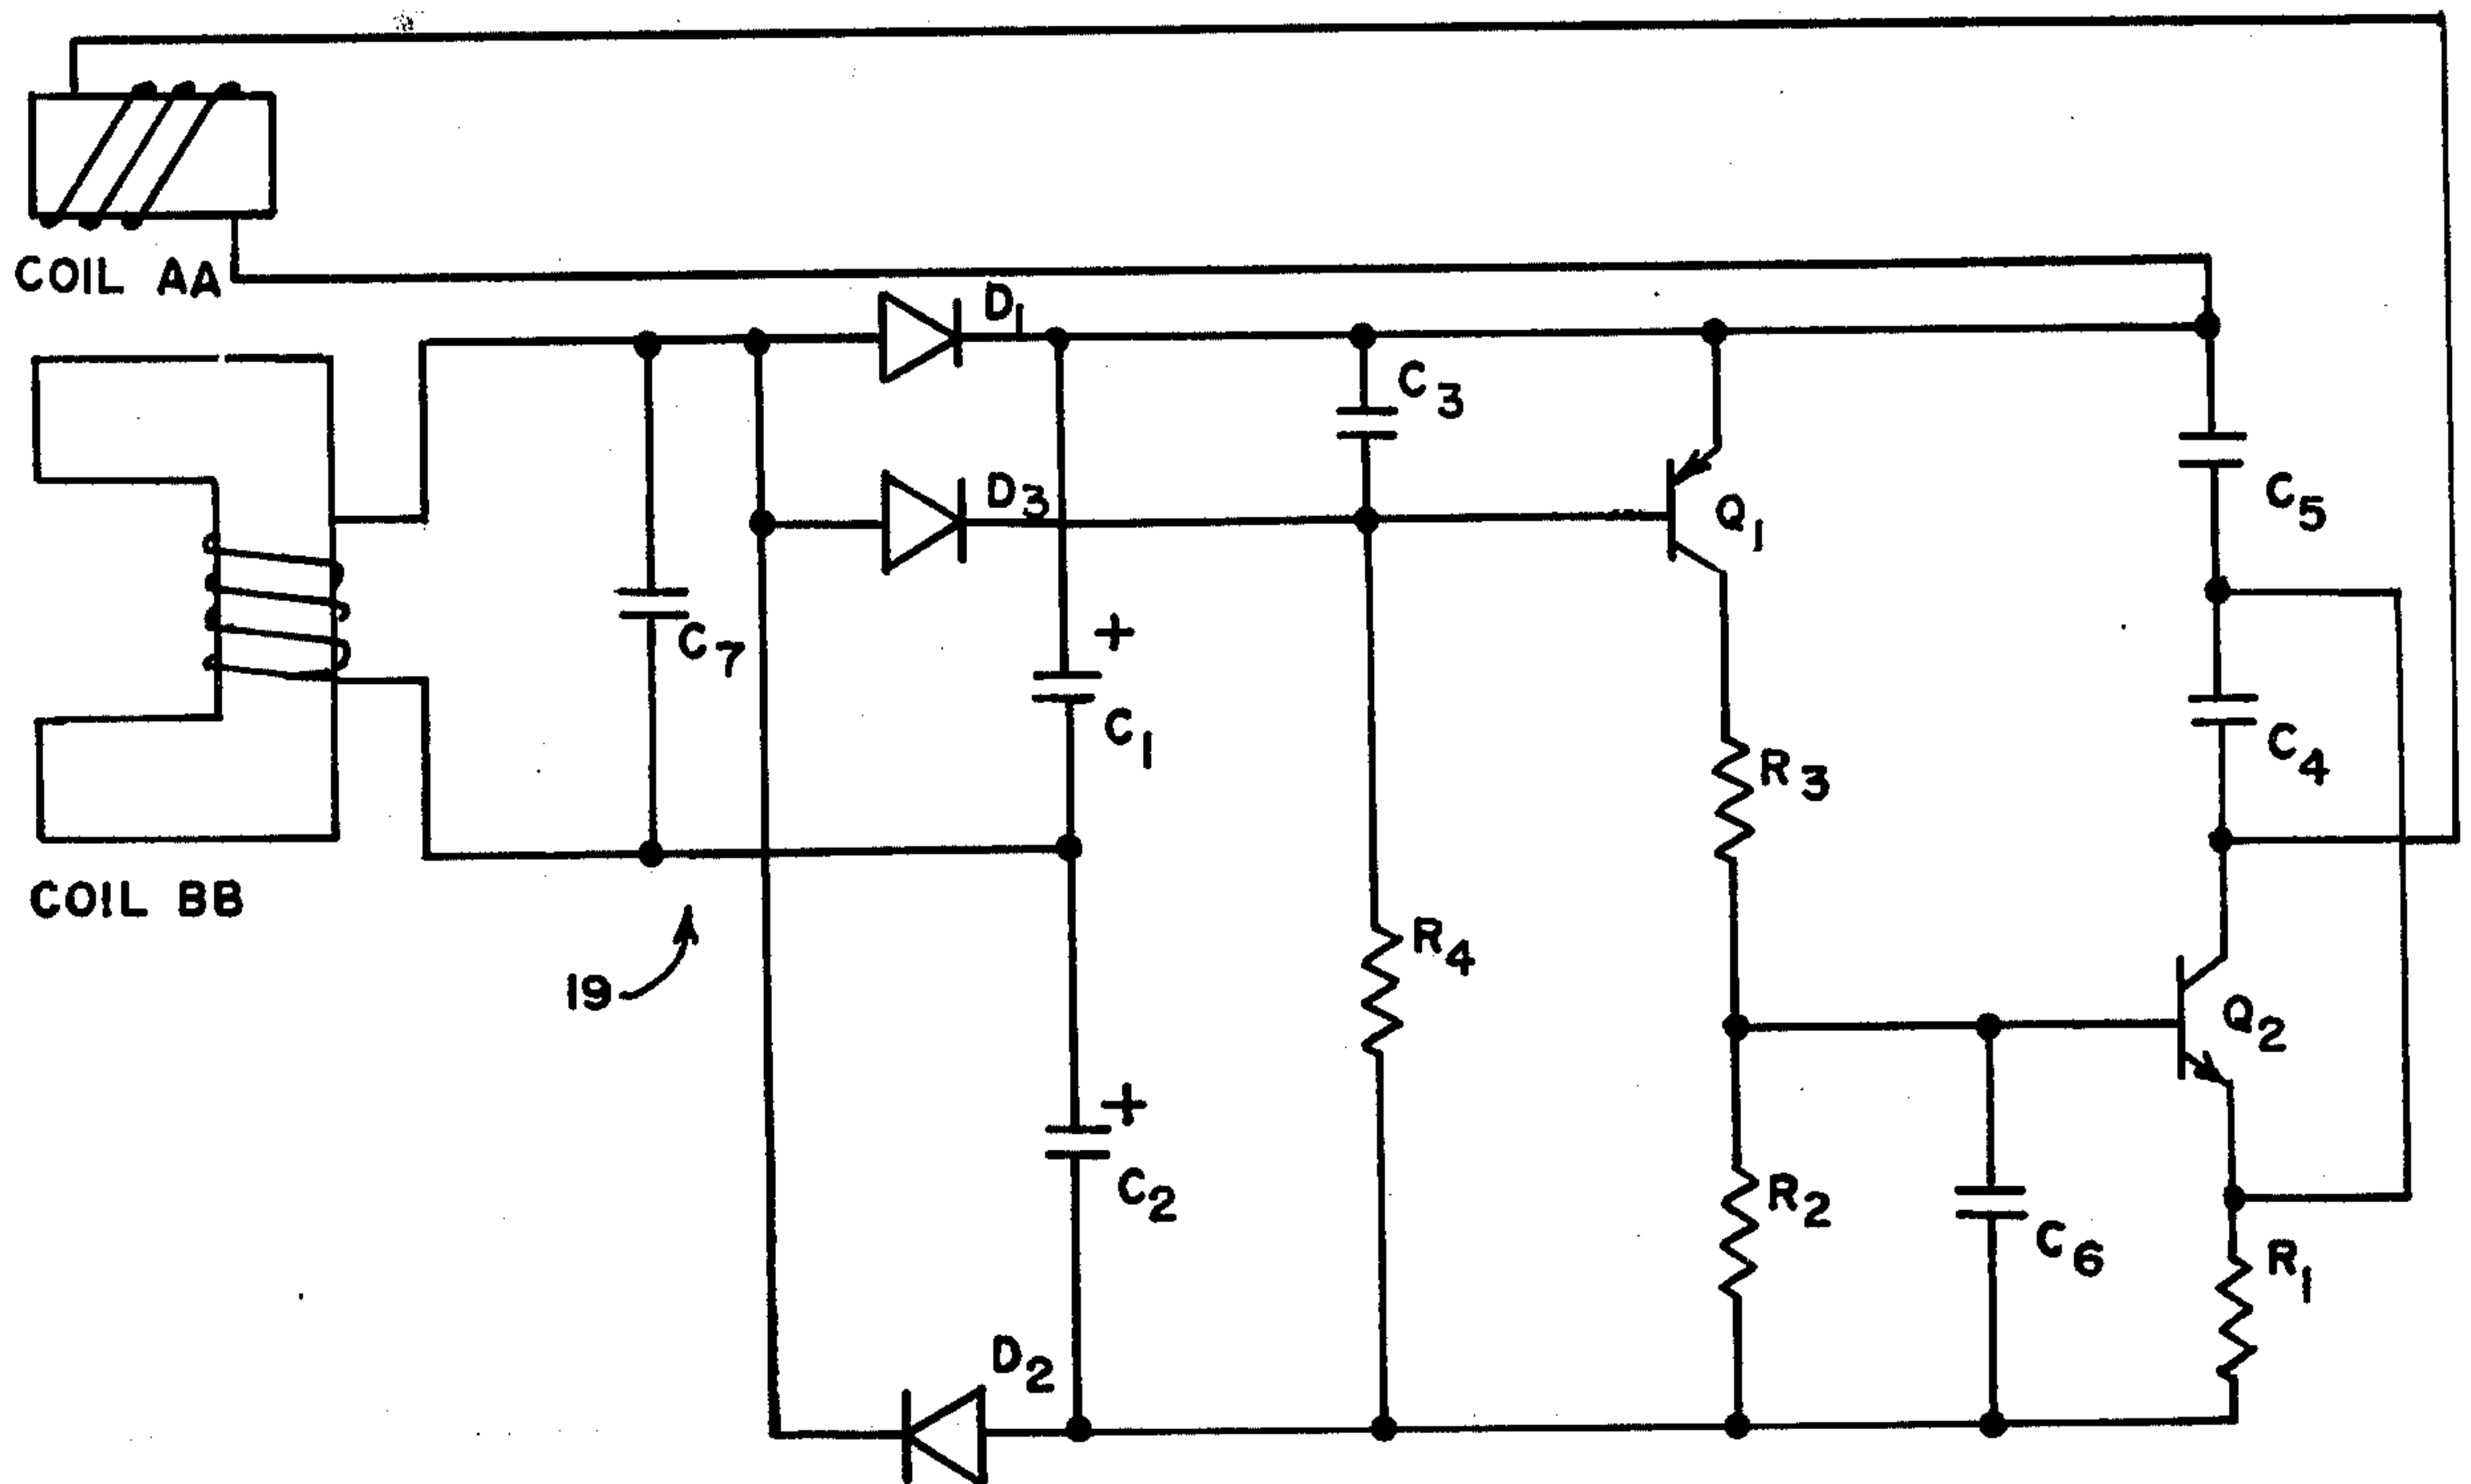 COIL AA
D1
C3
D3
Q1
C5
C7
+
C1
R3
C4
COIL BB
R4
19
Q2
+
C2
R2
C6
R1
D2